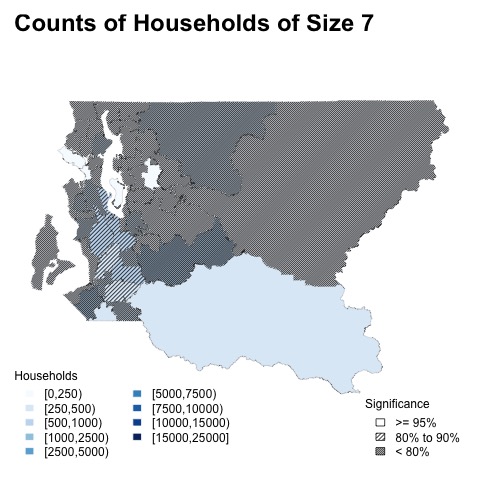 Counts of Households of Size 7
Households
[0,250)
[250,500)
[500,1000)
[1000,2500)
[2500,5000)
[5000,7500)
[7500,10000)
[10000,15000)
[15000,25000]
Significance
>= 95%
80% to 90%
< 80%